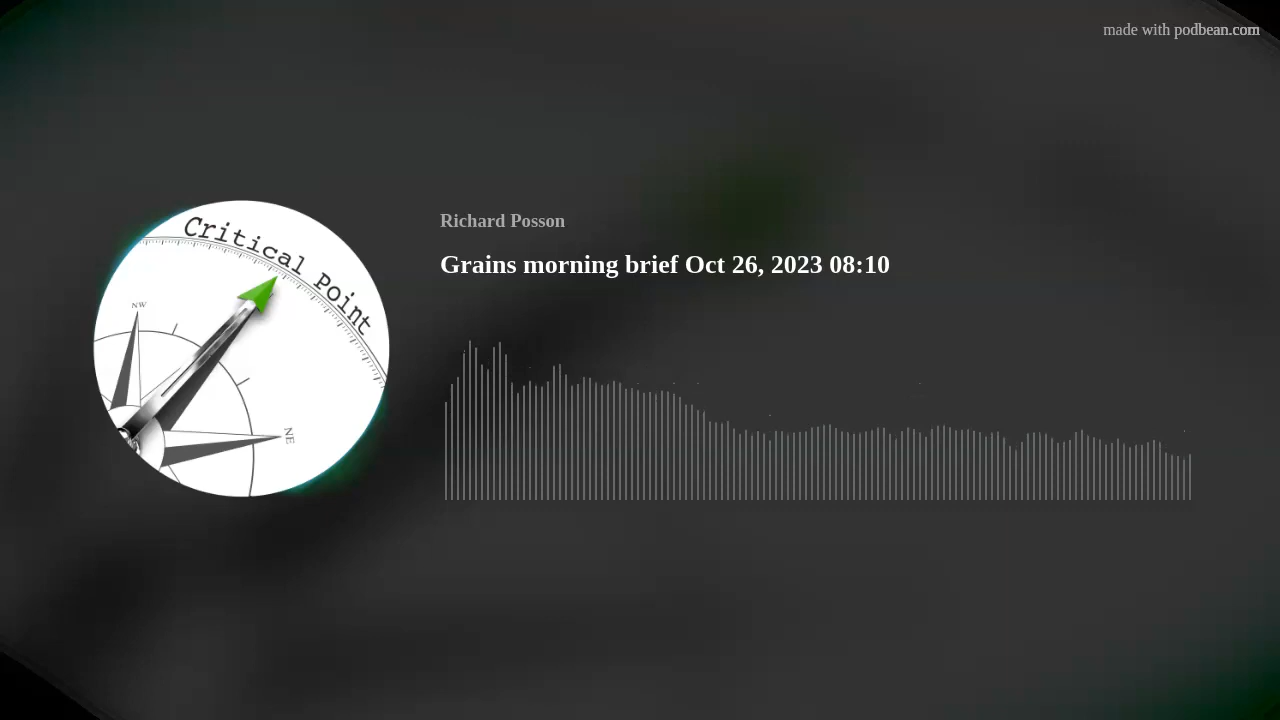 made with podbean.com
Critical Point
NW
NE
Richard Posson
Grains morning brief Oct 26, 2023 08:10